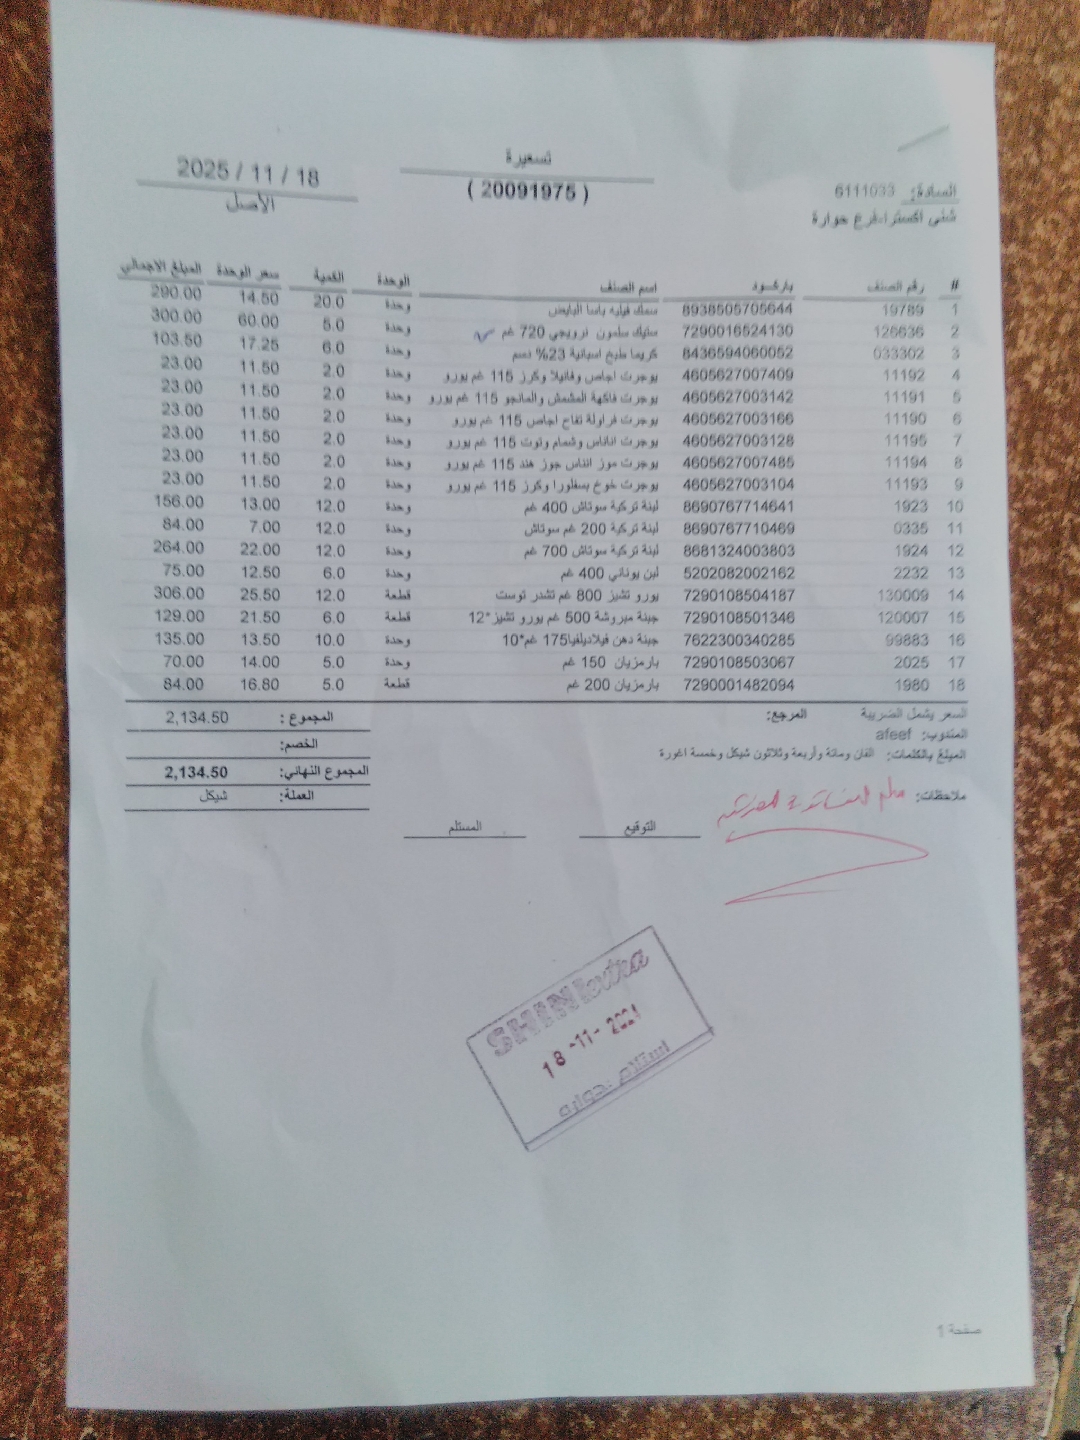 تسعيرة
( 20091975 )
2025 / 11 / 18
الأصل
السادة: 6111033
شني اكسترا-فرع حوارة
# رقم الصنف باركود اسم الصنف الوحدة الكمية سعر الوحدة المبلغ الاجمالي
1 19789 8938505705644 سمك فيليه باسا البايض وحدة 20.0 14.50 290.00
2 126636 7290016524130 ستيك سلمون نرويجي 720 غم وحدة 5.0 60.00 300.00
3 033302 8436594060052 كريما طبخ اسبانية 23% دسم وحدة 6.0 17.25 103.50
4 11192 4605627007409 يوجرت اجاص وفانيلا وكرز 115 غم يورو وحدة 2.0 11.50 23.00
5 11191 4605627003142 يوجرت فاكهة المشمش والمانجو 115 غم يورو وحدة 2.0 11.50 23.00
6 11190 4605627003166 يوجرت فراولة تفاح اجاص 115 غم يورو وحدة 2.0 11.50 23.00
7 11195 4605627003128 يوجرت اناناس وشمام وتوت 115 غم يورو وحدة 2.0 11.50 23.00
8 11194 4605627007485 يوجرت موز انناس جوز هند 115 غم يورو وحدة 2.0 11.50 23.00
9 11193 4605627003104 يوجرت خوخ بسفلورا وكرز 115 غم يورو وحدة 2.0 11.50 23.00
10 1923 8690767714641 لبنة تركية سوتاش 400 غم وحدة 12.0 13.00 156.00
11 0335 8690767710469 لبنة تركية 200 غم سوتاش وحدة 12.0 7.00 84.00
12 1924 8681324003803 لبنة تركية سوتاش 700 غم وحدة 12.0 22.00 264.00
13 2232 5202082002162 لبن يوناني 400 غم وحدة 6.0 12.50 75.00
14 130009 7290108504187 يورو تشيز 800 غم تشدر توست قطعة 12.0 25.50 306.00
15 120007 7290108501346 جبنة مبروشة 500 غم يورو تشيز*12 قطعة 6.0 21.50 129.00
16 99883 7622300340285 جبنة دهن فيلاديلفيا175 غم*10 وحدة 10.0 13.50 135.00
17 2025 7290108503067 بارمزيان 150 غم وحدة 5.0 14.00 70.00
18 1980 7290001482094 بارمزيان 200 غم قطعة 5.0 16.80 84.00
السعر يشمل الضريبة المرجع: المجموع : 2,134.50
المندوب: afeef الخصم:
المبلغ بالكلمات: الفان ومائة وأربعة وثلاثون شيكل وخمسة اغورة المجموع النهائي: 2,134.50
العملة: شيكل
ملاحظات:
التوقيع المستلم
SHINI extra
18-11-2021
استلام حواره
صفحة 1